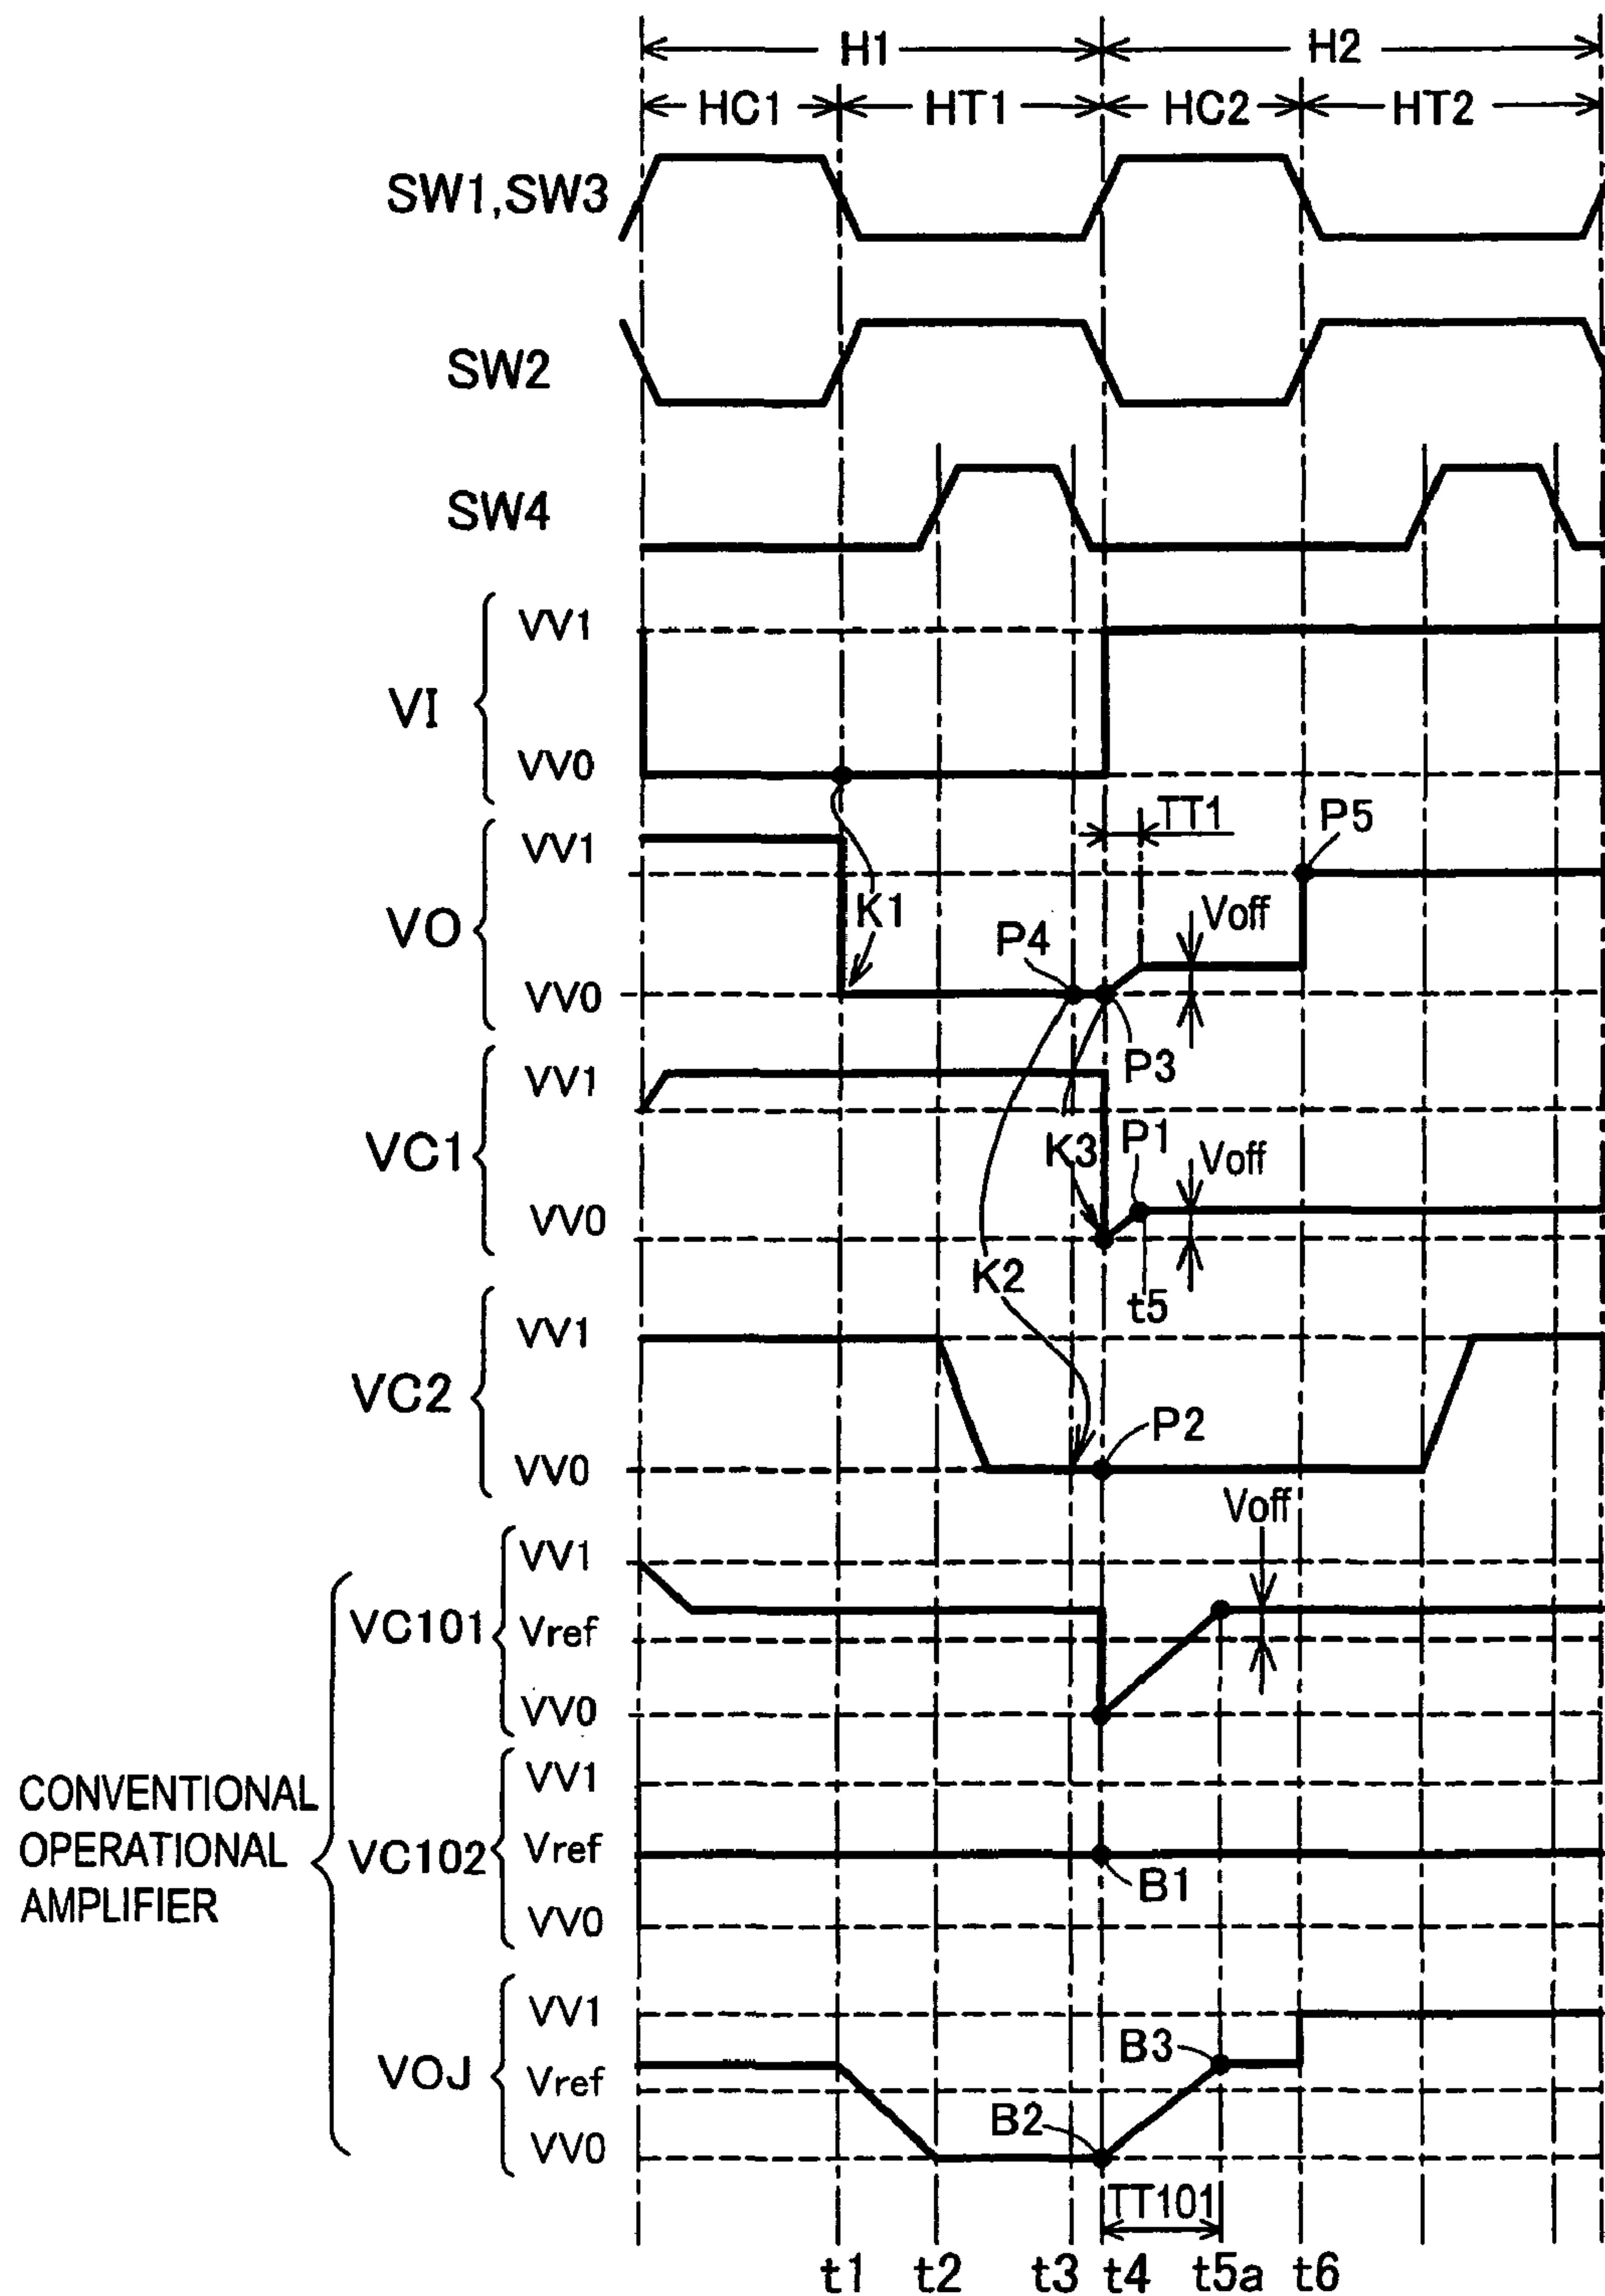 H1 H2
HC1 HT1 HC2 HT2
SW1,SW3
SW2
SW4
VI
VV1
VV0
TT1
P5
VO
VV1
K1
P4
Voff
VV0
P3
VC1
VV1
K3
P1
Voff
VV0
K2
t5
VC2
VV1
P2
VV0
Voff
CONVENTIONAL
OPERATIONAL
AMPLIFIER
VC101
VV1
Vref
VV0
VC102
VV1
Vref
B1
VV0
VOJ
VV1
B3
Vref
B2
VV0
TT101
t1 t2 t3 t4 t5a t6